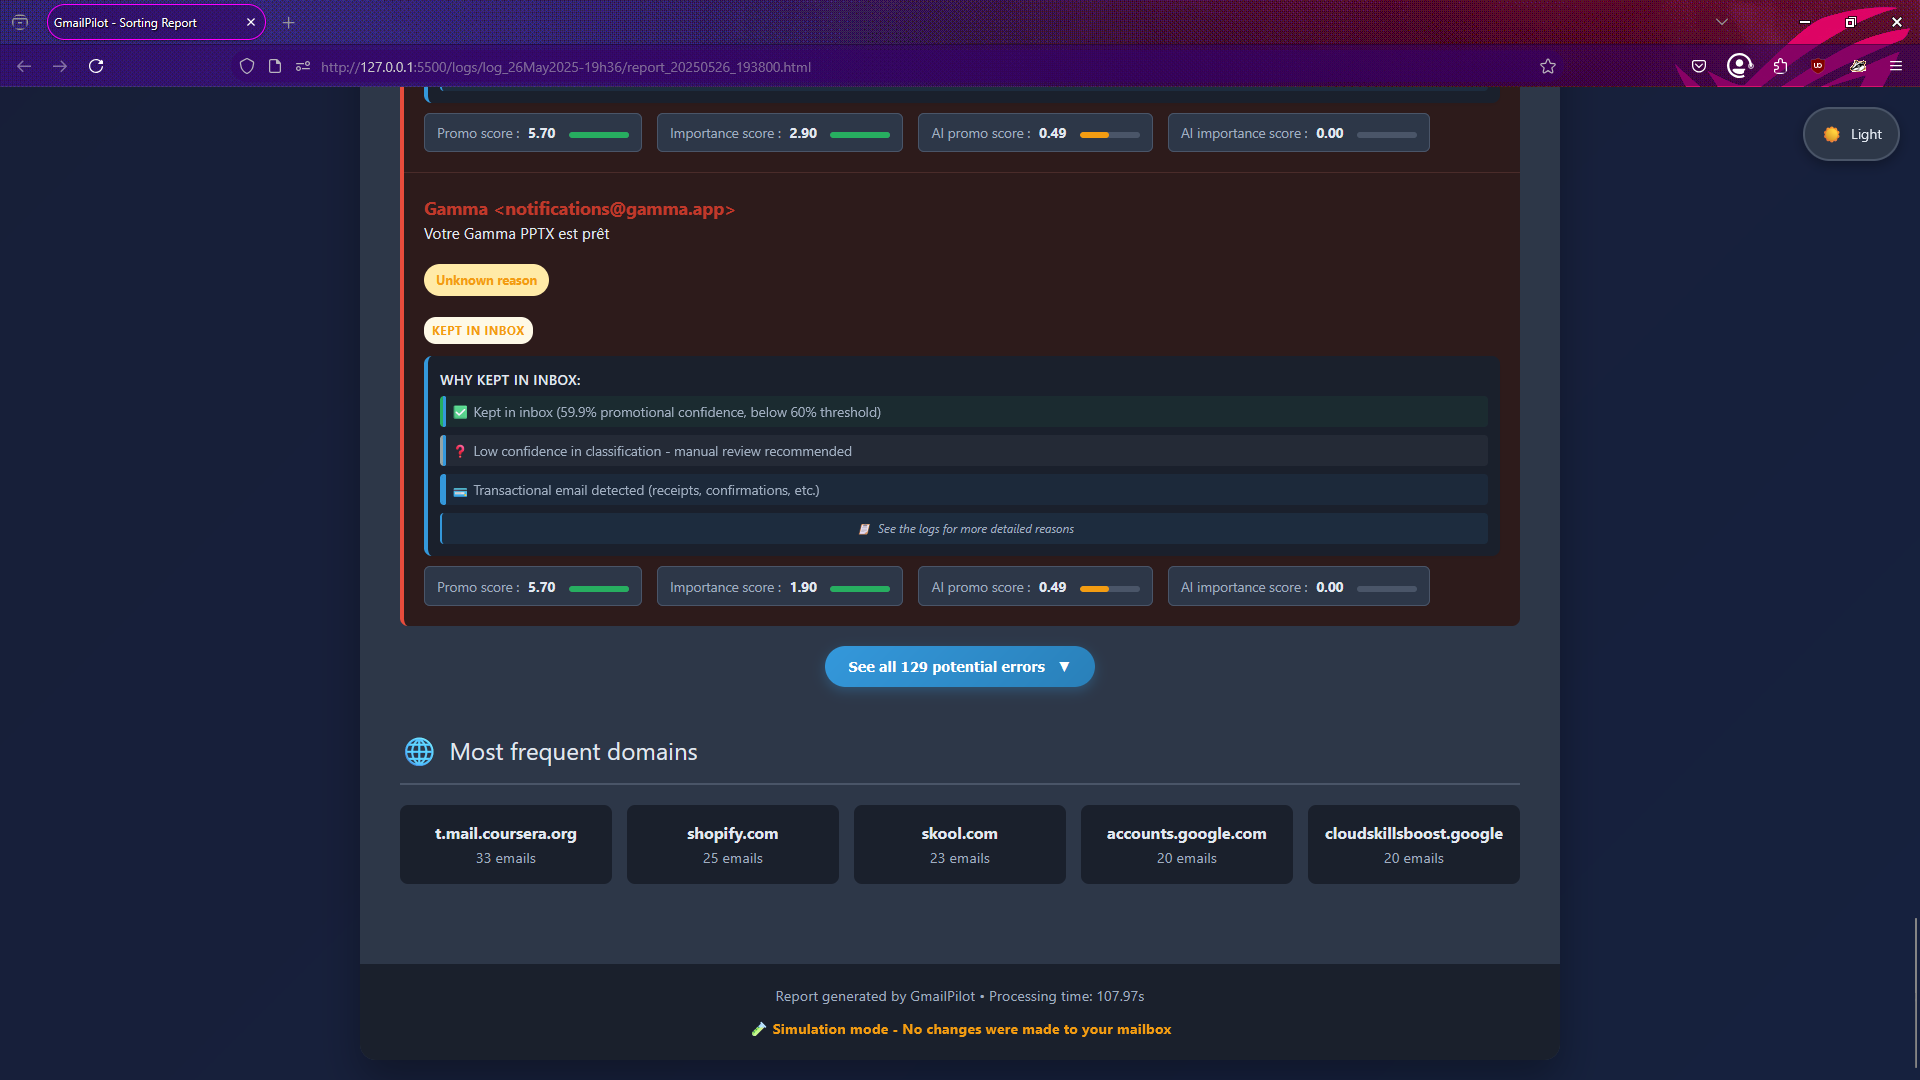 GmailPilot - Sorting Report
http://127.0.0.1:5500/logs/log_26May2025-19h36/report_20250526_193800.html
Light
Promo score : 5.70
Importance score : 2.90
AI promo score : 0.49
AI importance score : 0.00
Gamma <notifications@gamma.app>
Votre Gamma PPTX est prêt
Unknown reason
KEPT IN INBOX
WHY KEPT IN INBOX:
Kept in inbox (59.9% promotional confidence, below 60% threshold)
Low confidence in classification - manual review recommended
Transactional email detected (receipts, confirmations, etc.)
See the logs for more detailed reasons
Promo score : 5.70
Importance score : 1.90
AI promo score : 0.49
AI importance score : 0.00
See all 129 potential errors ▼
Most frequent domains
t.mail.coursera.org
33 emails
shopify.com
25 emails
skool.com
23 emails
accounts.google.com
20 emails
cloudskillsboost.google
20 emails
Report generated by GmailPilot • Processing time: 107.97s
Simulation mode - No changes were made to your mailbox